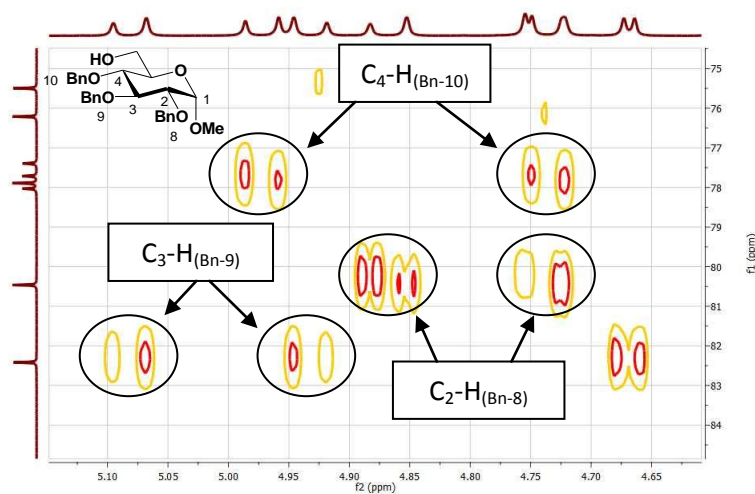 HO
O
10 BnO 4 1
BnO 2
9 3 BnO
8 OMe
C₄-H(Bn-10)
C₃-H(Bn-9)
C₂-H(Bn-8)
75
76
77
78
79
80
81
82
83
84
f1 (ppm)
5.10 5.05 5.00 4.95 4.90 4.85 4.80 4.75 4.70 4.65
f2 (ppm)